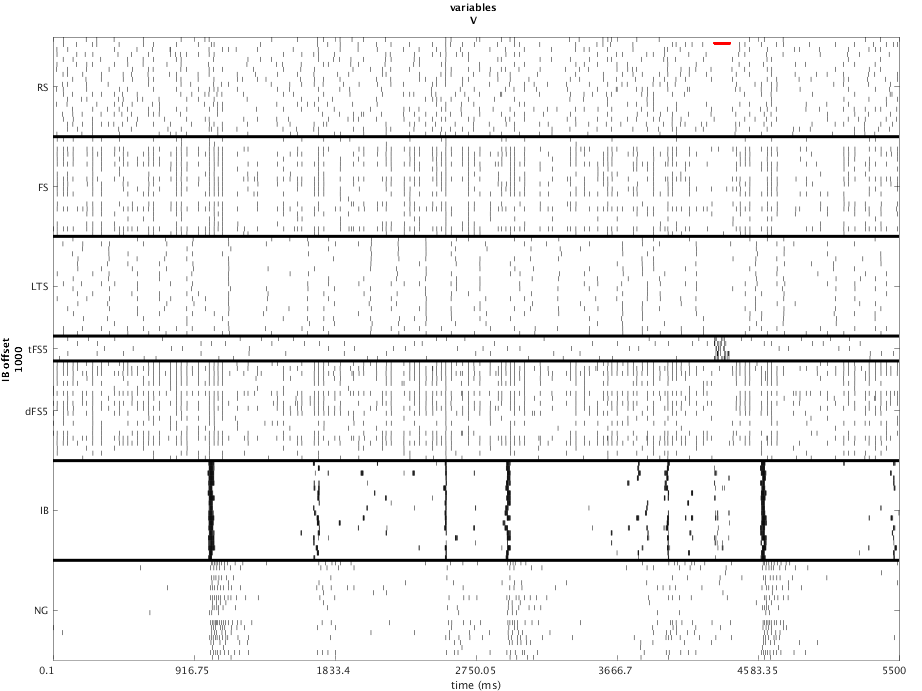 variables
V
RS
FS
LTS
tFS5
dFS5
IB
NG
IB offset
1000
0.1
916.75
1833.4
2750.05
3666.7
4583.35
5500
time (ms)